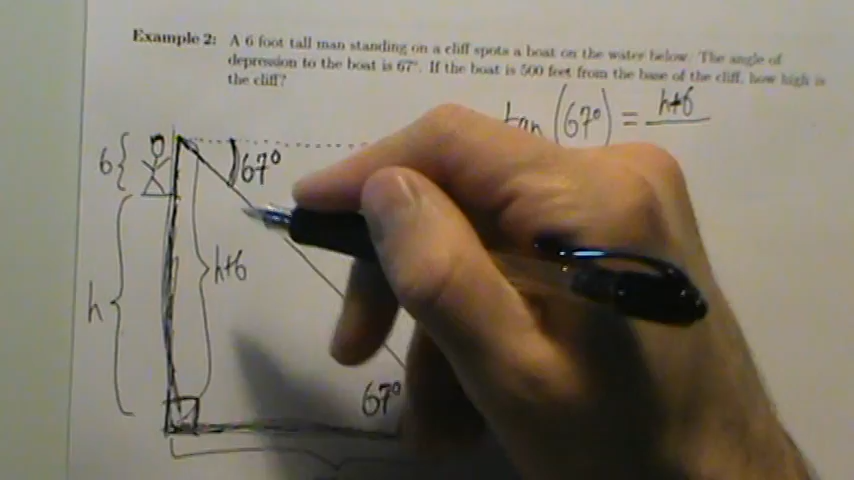 Example 2: A 6 foot tall man standing on a cliff spots a boat on the water below. The angle of
depression to the boat is 67°. If the boat is 500 feet from the base of the cliff, how high is
the cliff?
tan (67°) = h+6
6
67°
h+6
h
67°